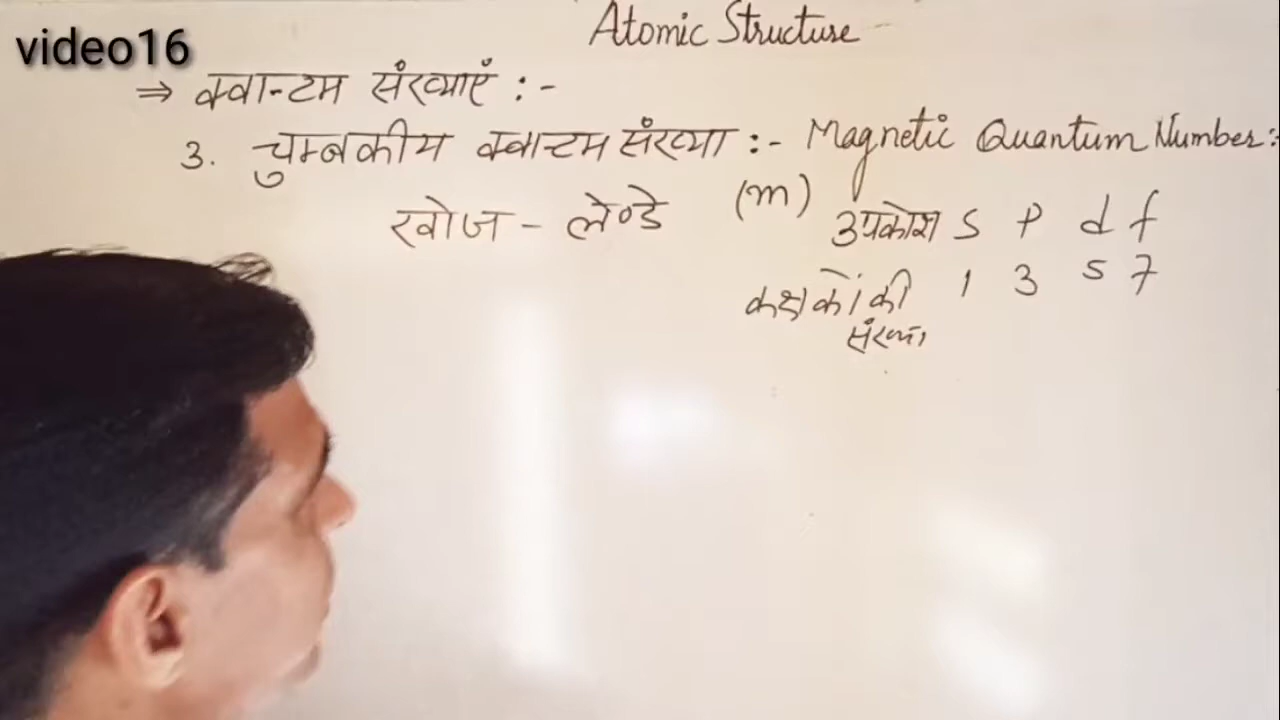 video16
Atomic Structure
⇒ क्वान्टम संख्याएं :-
3. चुम्बकीय क्वान्टम संख्या :- Magnetic Quantum Number:
खोज - लेण्डे (m)
उपकोश s p d f
कक्षकों की 1 3 5 7
संख्या